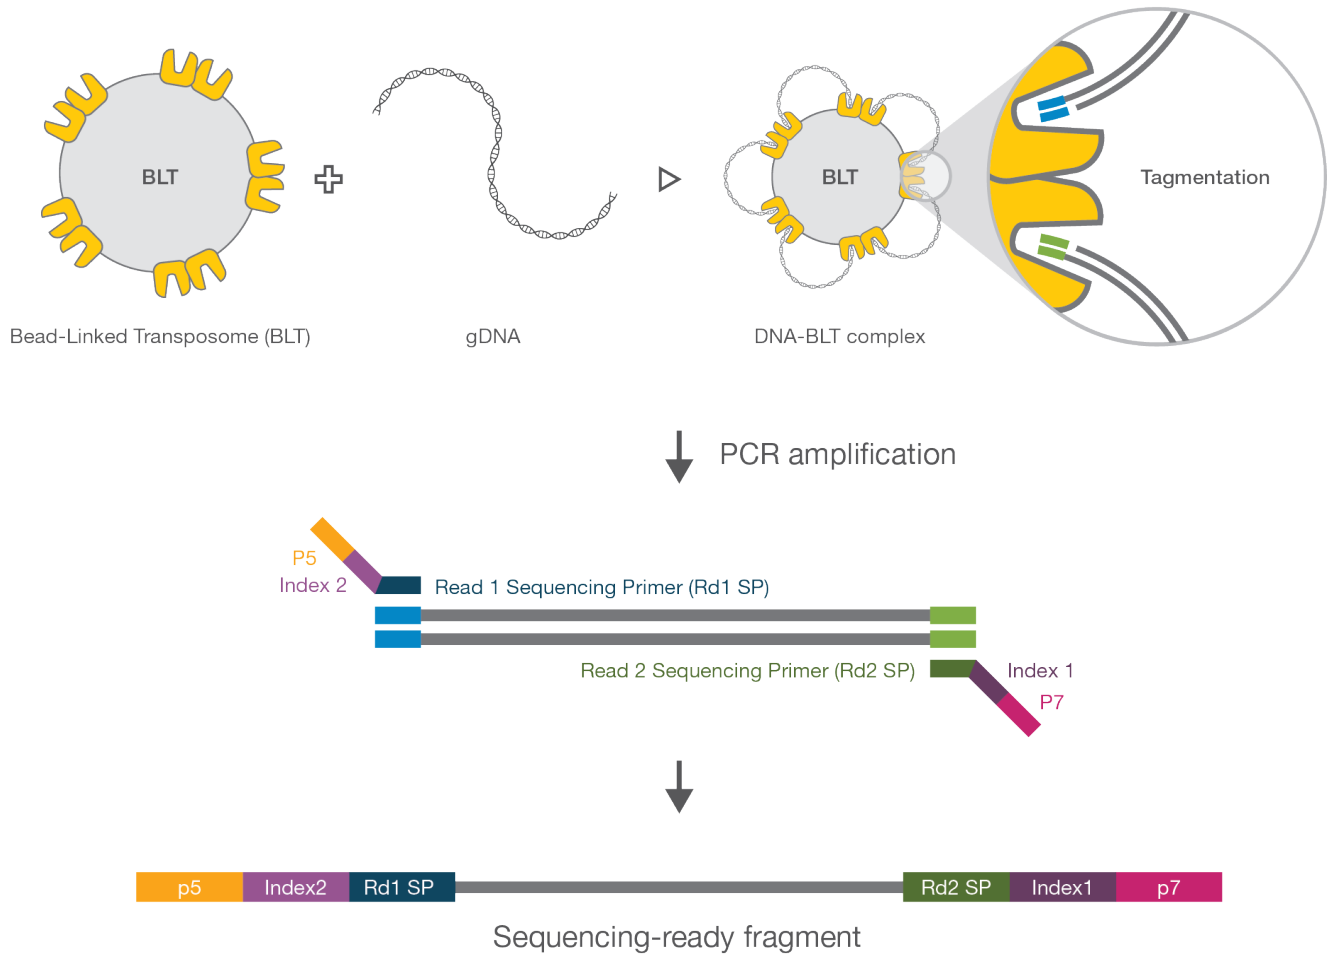 BLT
BLT
Tagmentation
Bead-Linked Transposome (BLT)
gDNA
DNA-BLT complex
PCR amplification
P5
Index 2
Read 1 Sequencing Primer (Rd1 SP)
Read 2 Sequencing Primer (Rd2 SP)
Index 1
P7
p5
Index2
Rd1 SP
Rd2 SP
Index1
p7
Sequencing-ready fragment